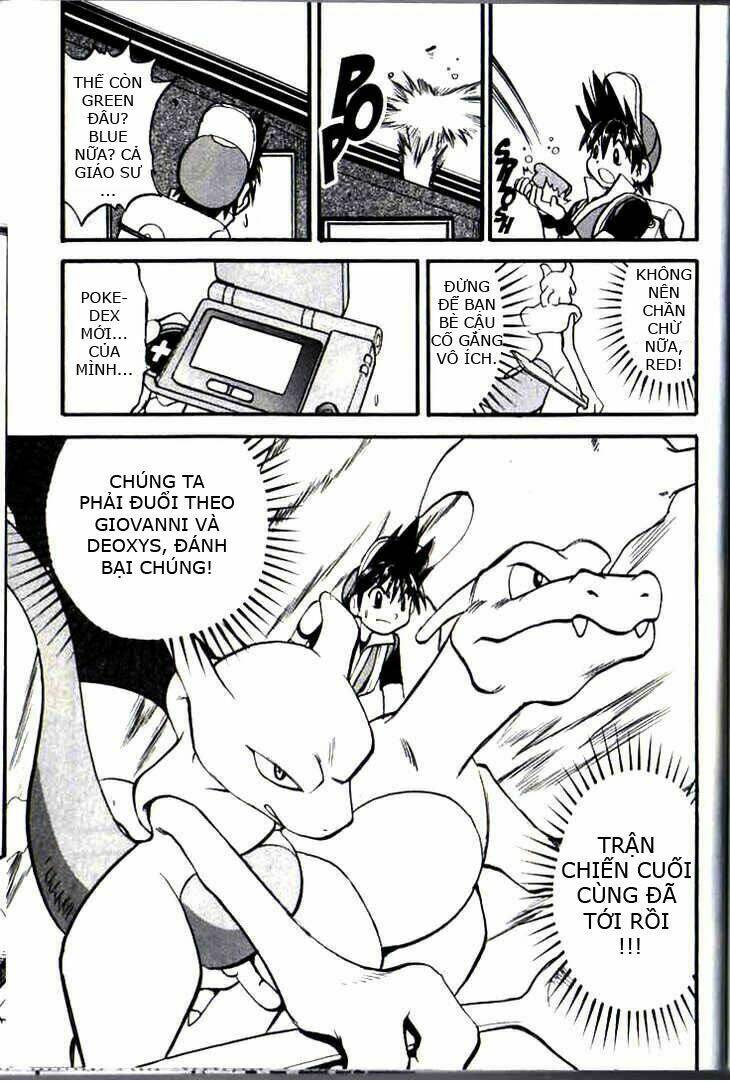 SPLOSH
POP
THẾ CÒN
GREEN
ĐÂU?
BLUE
NỮA? CẢ
GIÁO SƯ
...
KHÔNG
NÊN
CHẦN
CHỪ
NỮA,
RED!
ĐỪNG
ĐỂ BẠN
BÈ CẬU
CỐ GẮNG
VÔ ÍCH.
POKE-
DEX
MỚI...
CỦA
MÌNH...
CHÚNG TA
PHẢI ĐUỔI THEO
GIOVANNI VÀ
DEOXYS, ĐÁNH
BẠI CHÚNG!
TRẬN
CHIẾN CUỐI
CÙNG ĐÃ
TỚI RỒI
!!!